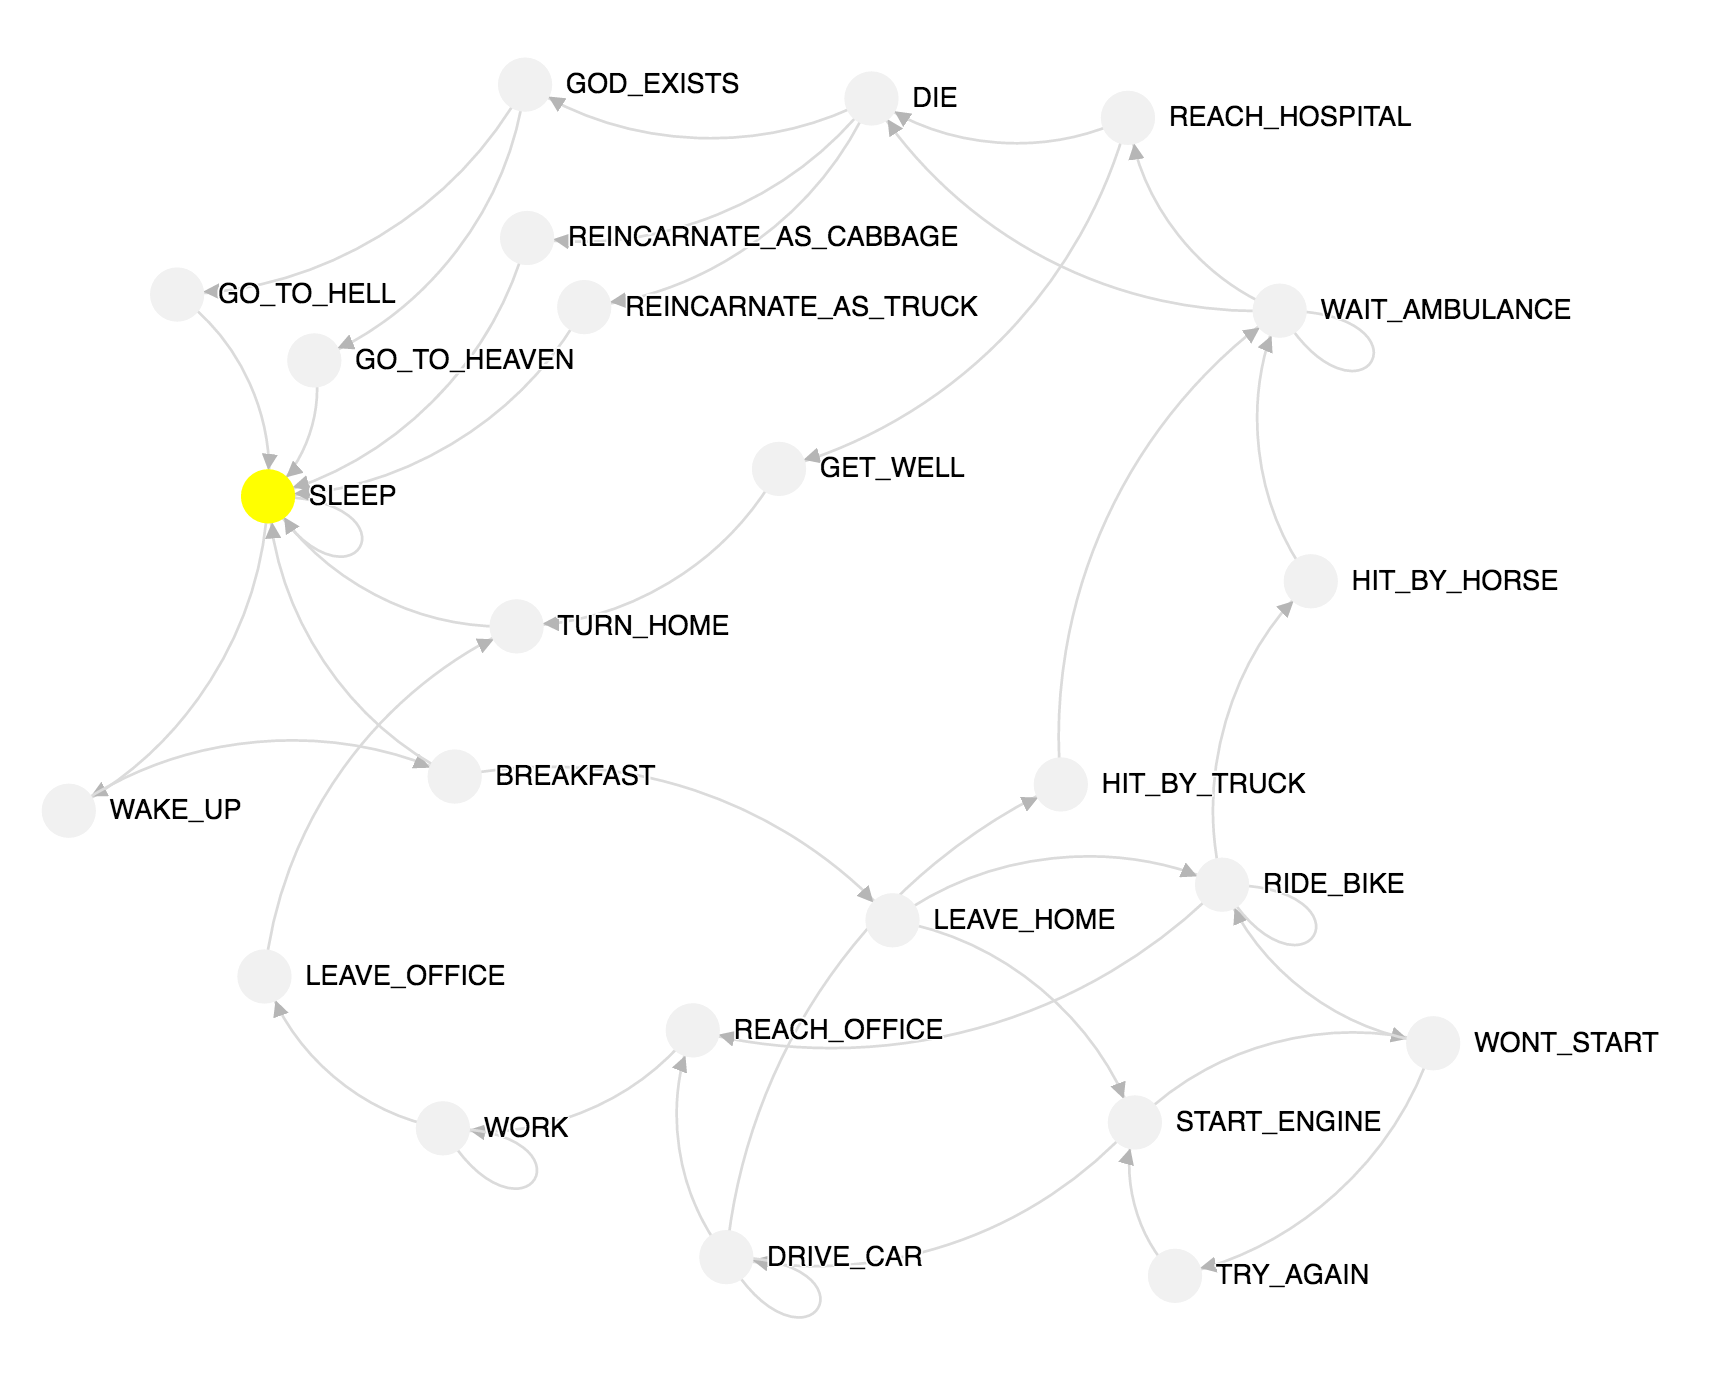 GOD_EXISTS
DIE
REACH_HOSPITAL
REINCARNATE_AS_CABBAGE
GO_TO_HELL
REINCARNATE_AS_TRUCK
WAIT_AMBULANCE
GO_TO_HEAVEN
GET_WELL
SLEEP
HIT_BY_HORSE
TURN_HOME
BREAKFAST
HIT_BY_TRUCK
WAKE_UP
RIDE_BIKE
LEAVE_HOME
LEAVE_OFFICE
REACH_OFFICE
WONT_START
START_ENGINE
WORK
DRIVE_CAR
TRY_AGAIN